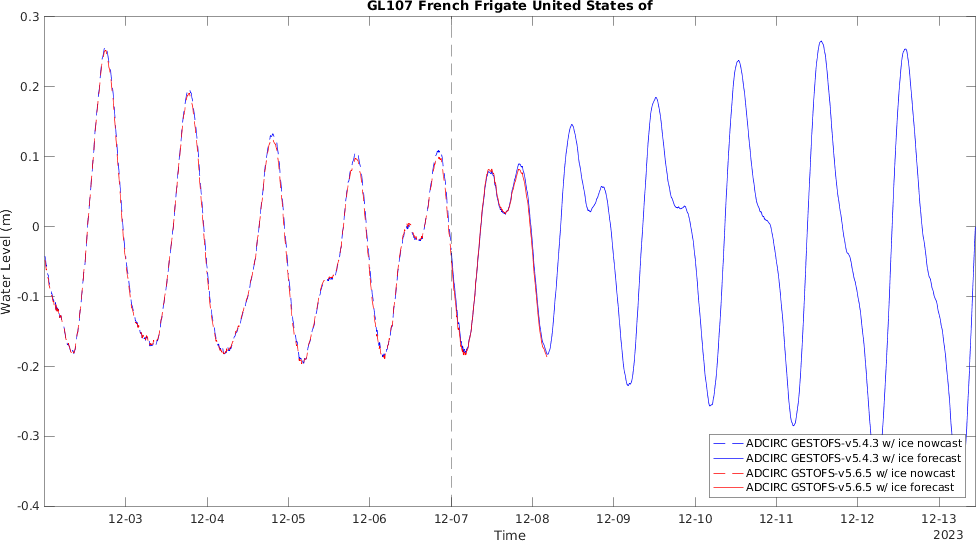 GL107 French Frigate United States of
0.3
0.2
0.1
0
-0.1
-0.2
-0.3
-0.4
Water Level (m)
12-03 12-04 12-05 12-06 12-07 12-08 12-09 12-10 12-11 12-12 12-13
Time
2023
ADCIRC GESTOFS-v5.4.3 w/ ice nowcast
ADCIRC GESTOFS-v5.4.3 w/ ice forecast
ADCIRC GSTOFS-v5.6.5 w/ ice nowcast
ADCIRC GSTOFS-v5.6.5 w/ ice forecast